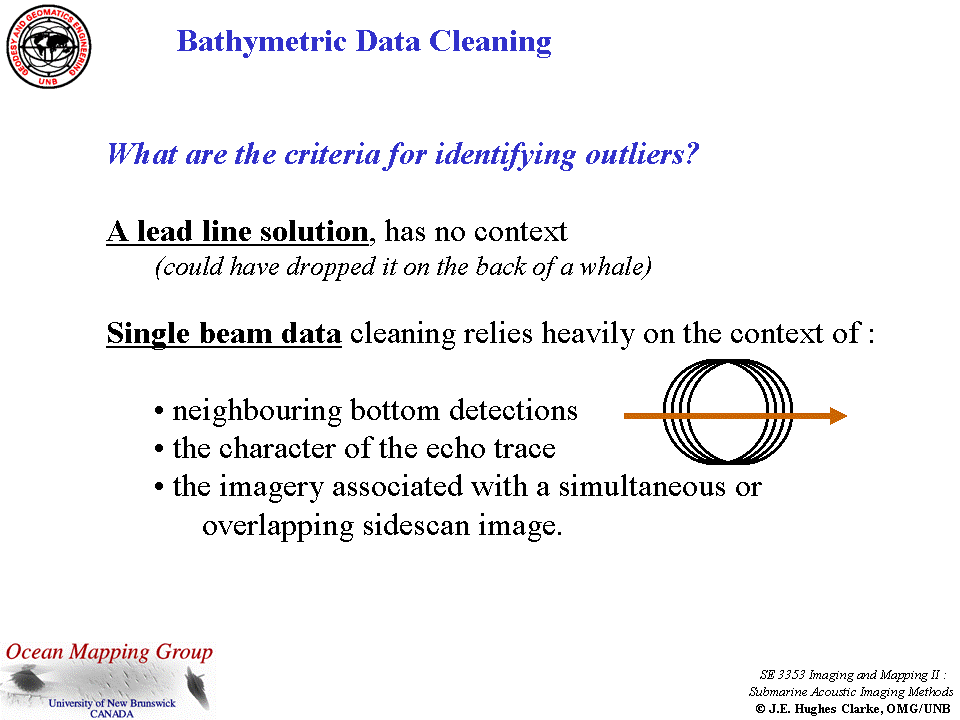 GEODESY AND GEOMATICS ENGINEERING
UNB
Bathymetric Data Cleaning
What are the criteria for identifying outliers?
A lead line solution, has no context
(could have dropped it on the back of a whale)
Single beam data cleaning relies heavily on the context of :
• neighbouring bottom detections
• the character of the echo trace
• the imagery associated with a simultaneous or
overlapping sidescan image.
Ocean Mapping Group
University of New Brunswick
CANADA
SE 3353 Imaging and Mapping II :
Submarine Acoustic Imaging Methods
© J.E. Hughes Clarke, OMG/UNB